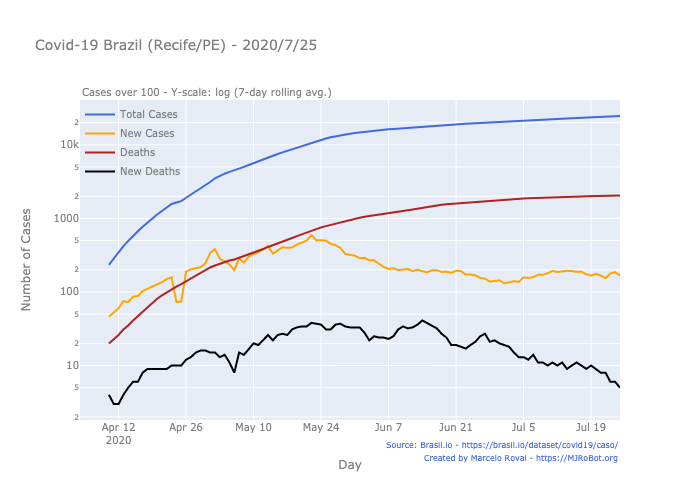 Covid-19 Brazil (Recife/PE) - 2020/7/25
Cases over 100 - Y-scale: log (7-day rolling avg.)
Total Cases
New Cases
Deaths
New Deaths
2
10k
5
2
1000
5
2
100
5
2
10
5
2
Number of Cases
Apr 12
2020
Apr 26
May 10
May 24
Jun 7
Jun 21
Jul 5
Jul 19
Day
Source: Brasil.io - https://brasil.io/dataset/covid19/caso/
Created by Marcelo Rovai - https://MJRoBot.org